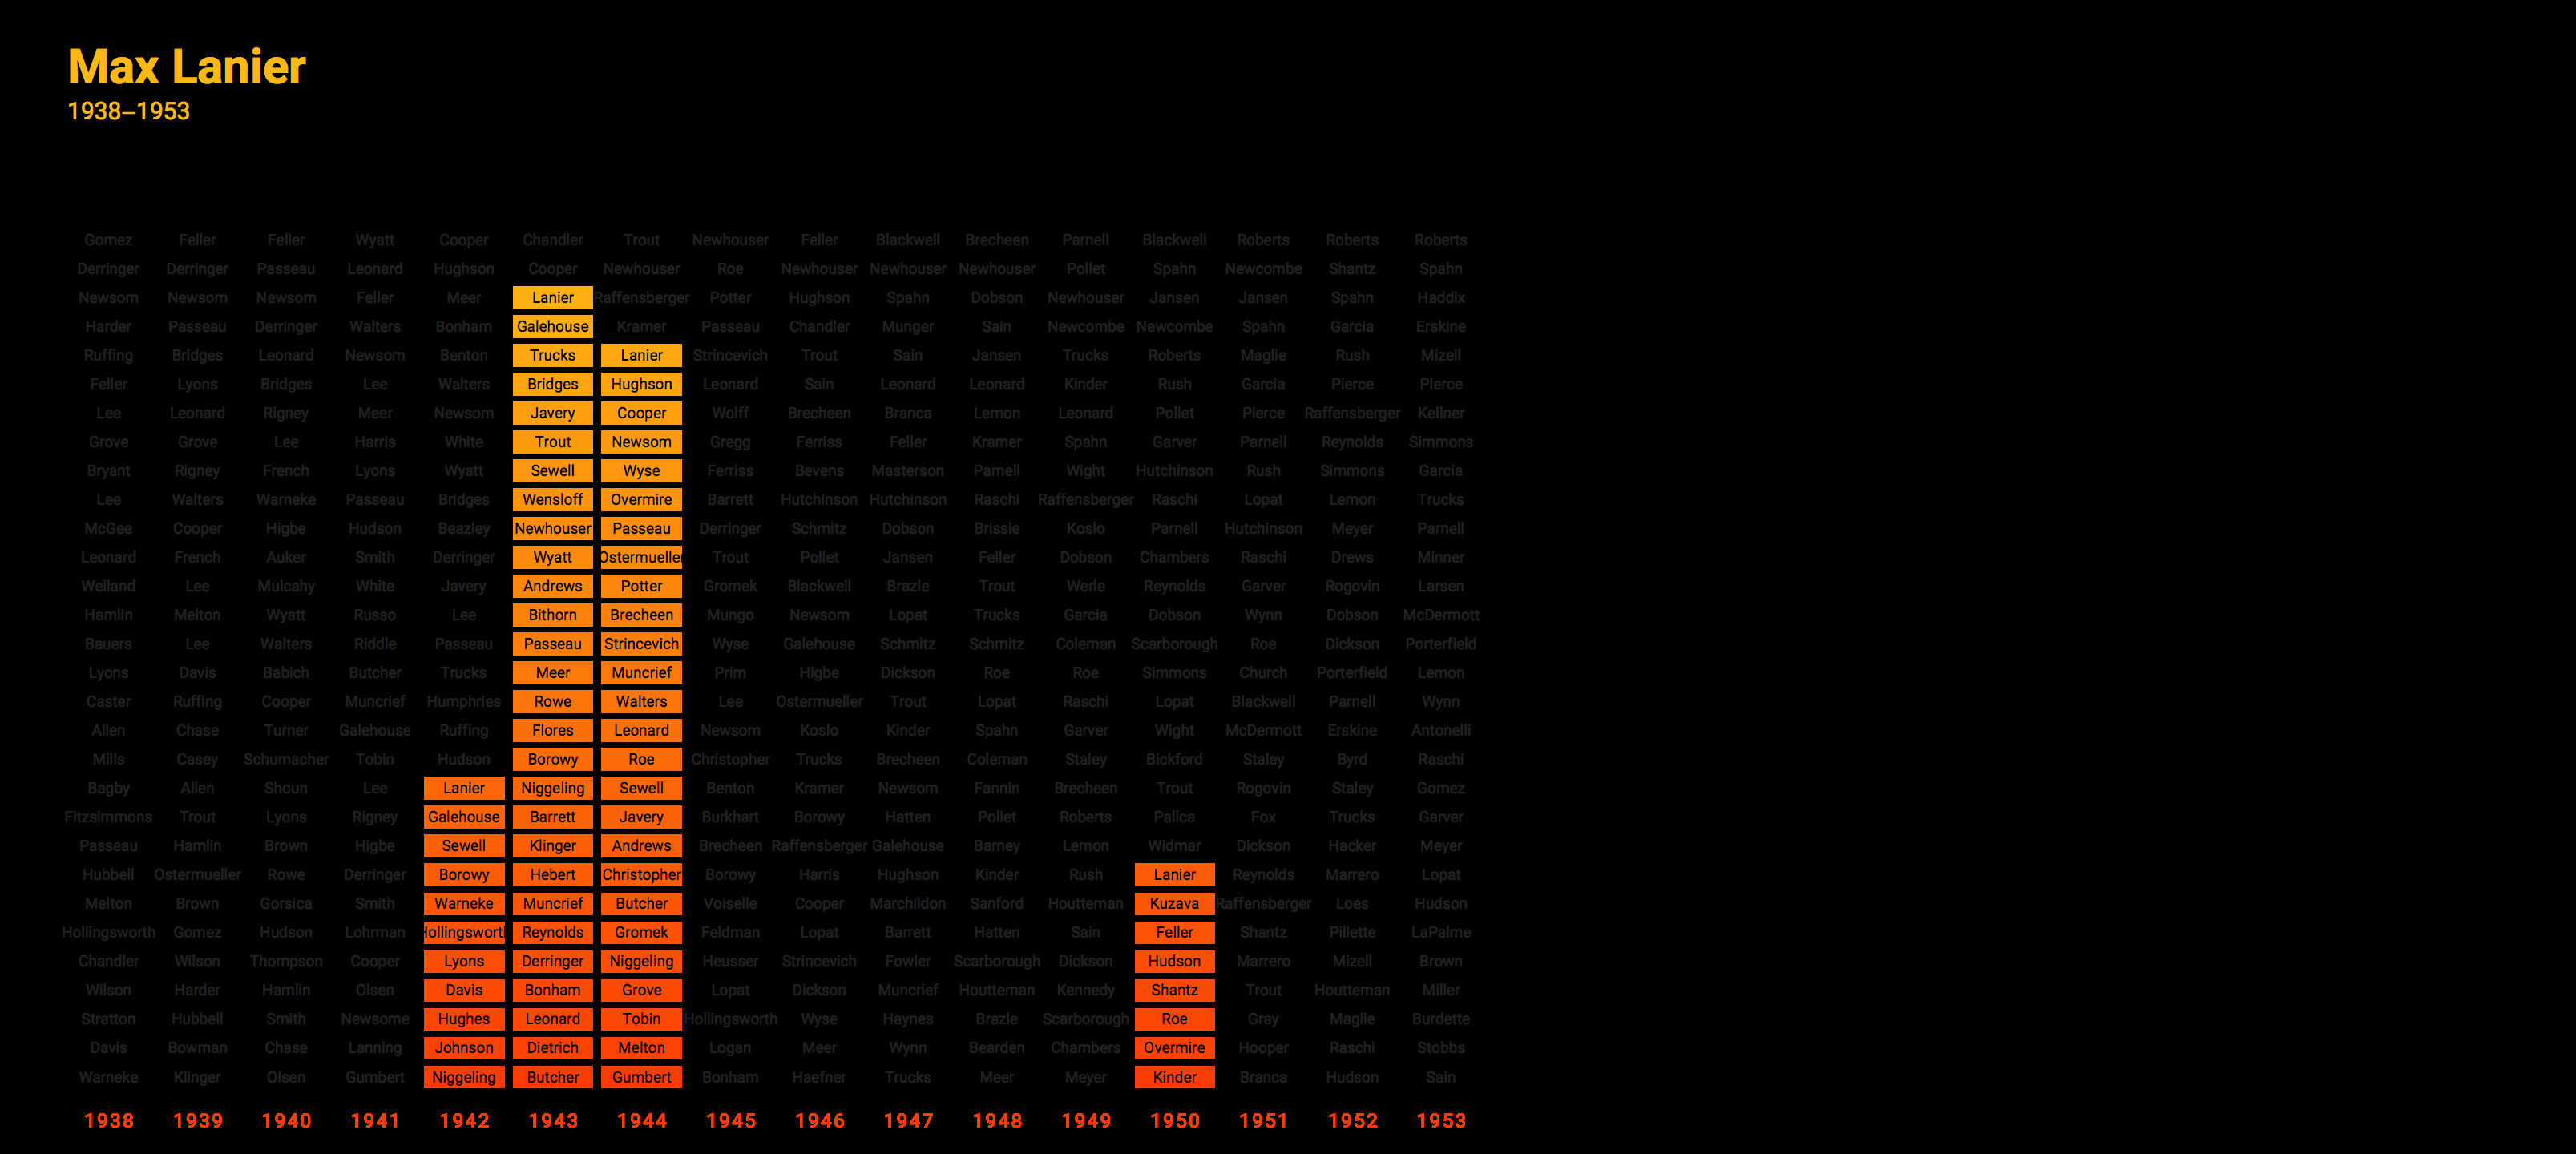 Max Lanier
1938–1953
Gomez Feller Feller Wyatt Cooper Chandler Trout Newhouser Feller Blackwell Brecheen Parnell Blackwell Roberts Roberts Roberts
Derringer Derringer Passeau Leonard Hughson Cooper Newhouser Roe Newhouser Newhouser Newhouser Pollet Spahn Newcombe Shantz Spahn
Newsom Newsom Newsom Feller Meer Lanier Raffensberger Potter Hughson Spahn Dobson Newhouser Jansen Jansen Spahn Haddix
Harder Passeau Derringer Walters Bonham Galehouse Kramer Passeau Chandler Munger Sain Newcombe Newcombe Spahn Garcia Erskine
Ruffing Bridges Leonard Newsom Benton Trucks Lanier Strincevich Trout Sain Jansen Trucks Roberts Maglie Rush Mizell
Feller Lyons Bridges Lee Walters Bridges Hughson Leonard Sain Leonard Leonard Kinder Rush Garcia Pierce Pierce
Lee Leonard Rigney Meer Newsom Javery Cooper Wolff Brecheen Branca Lemon Leonard Pollet Pierce Raffensberger Kellner
Grove Grove Lee Harris White Trout Newsom Gregg Ferriss Feller Kramer Spahn Garver Parnell Reynolds Simmons
Bryant Rigney French Lyons Wyatt Sewell Wyse Ferriss Bevens Masterson Parnell Wight Hutchinson Rush Simmons Garcia
Lee Walters Warneke Passeau Bridges Wensloff Overmire Barrett Hutchinson Hutchinson Raschi Raffensberger Raschi Lopat Lemon Trucks
McGee Cooper Higbe Hudson Beazley Newhouser Passeau Derringer Schmitz Dobson Brissie Koslo Parnell Hutchinson Meyer Parnell
Leonard French Auker Smith Derringer Wyatt Ostermueller Trout Pollet Jansen Feller Dobson Chambers Raschi Drews Minner
Weiland Lee Mulcahy White Javery Andrews Potter Gromek Blackwell Brazle Trout Werle Reynolds Garver Rogovin Larsen
Hamlin Melton Wyatt Russo Lee Bithorn Brecheen Mungo Newsom Lopat Trucks Garcia Dobson Wynn Dobson McDermott
Bauers Lee Walters Riddle Passeau Passeau Strincevich Wyse Galehouse Schmitz Schmitz Coleman Scarborough Roe Dickson Porterfield
Lyons Davis Babich Butcher Trucks Meer Muncrief Prim Higbe Dickson Roe Roe Simmons Church Porterfield Lemon
Caster Ruffing Cooper Muncrief Humphries Rowe Walters Lee Ostermueller Trout Lopat Raschi Lopat Blackwell Parnell Wynn
Allen Chase Turner Galehouse Ruffing Flores Leonard Newsom Koslo Kinder Spahn Garver Wight McDermott Erskine Antonelli
Mills Casey Schumacher Tobin Hudson Borowy Roe Christopher Trucks Brecheen Coleman Staley Bickford Staley Byrd Raschi
Bagby Allen Shoun Lee Lanier Niggeling Sewell Benton Kramer Newsom Fannin Brecheen Trout Rogovin Staley Gomez
Fitzsimmons Trout Lyons Rigney Galehouse Barrett Javery Burkhart Borowy Hatten Pollet Roberts Palica Fox Trucks Garver
Passeau Hamlin Brown Higbe Sewell Klinger Andrews Brecheen Raffensberger Galehouse Barney Lemon Widmar Dickson Hacker Meyer
Hubbell Ostermueller Rowe Derringer Borowy Hebert Christopher Borowy Harris Hughson Kinder Rush Lanier Reynolds Marrero Lopat
Melton Brown Gorsica Smith Warneke Muncrief Butcher Voiselle Cooper Marchildon Sanford Houtteman Kuzava Raffensberger Loes Hudson
Hollingsworth Gomez Hudson Lohrman Hollingsworth Reynolds Gromek Feldman Lopat Barrett Hatten Sain Feller Shantz Pillette LaPalme
Chandler Wilson Thompson Cooper Lyons Derringer Niggeling Heusser Strincevich Fowler Scarborough Dickson Hudson Marrero Mizell Brown
Wilson Harder Hamlin Olsen Davis Bonham Grove Lopat Dickson Muncrief Houtteman Kennedy Shantz Trout Houtteman Miller
Stratton Hubbell Smith Newsome Hughes Leonard Tobin Hollingsworth Wyse Haynes Brazle Scarborough Roe Gray Maglie Burdette
Davis Bowman Chase Lanning Johnson Dietrich Melton Logan Meer Wynn Bearden Chambers Overmire Hooper Raschi Stobbs
Warneke Klinger Olsen Gumbert Niggeling Butcher Gumbert Bonham Haefner Trucks Meer Meyer Kinder Branca Hudson Sain
1938 1939 1940 1941 1942 1943 1944 1945 1946 1947 1948 1949 1950 1951 1952 1953